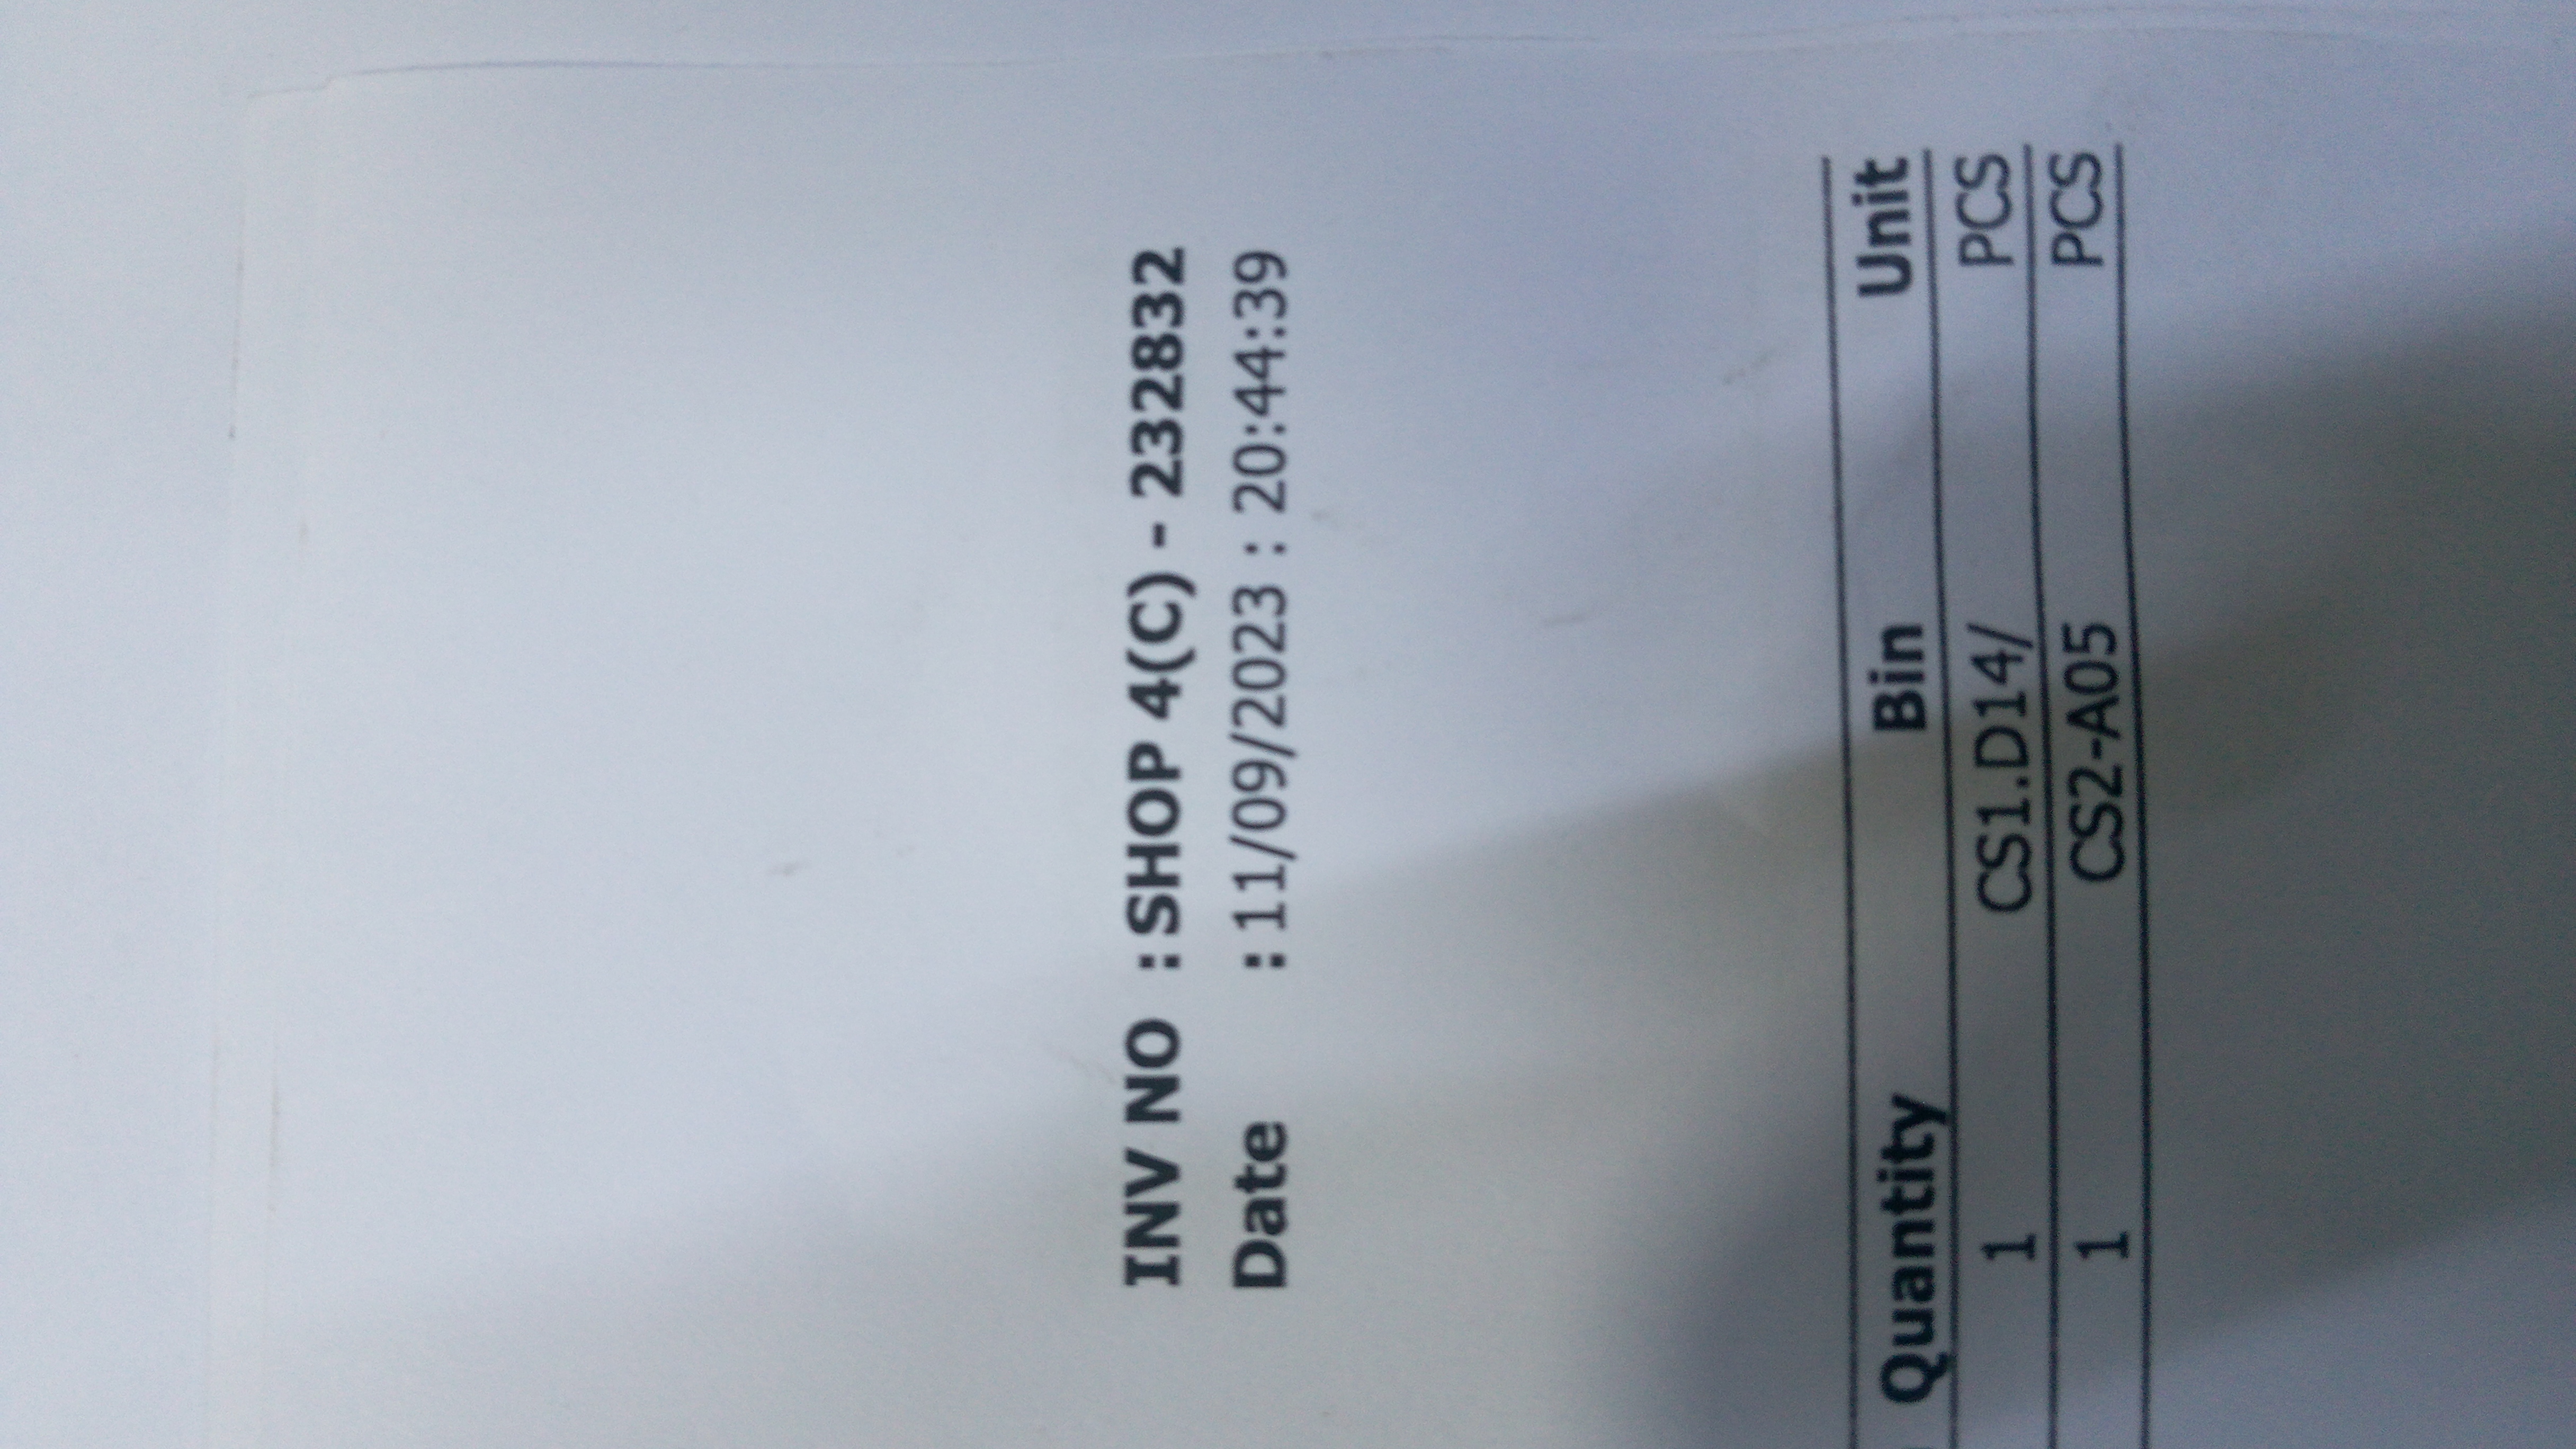 INV NO : SHOP 4(C) - 232832
Date : 11/09/2023 : 20:44:39
Quantity Bin Unit
1 CS1.D14/ PCS
1 CS2-A05 PCS